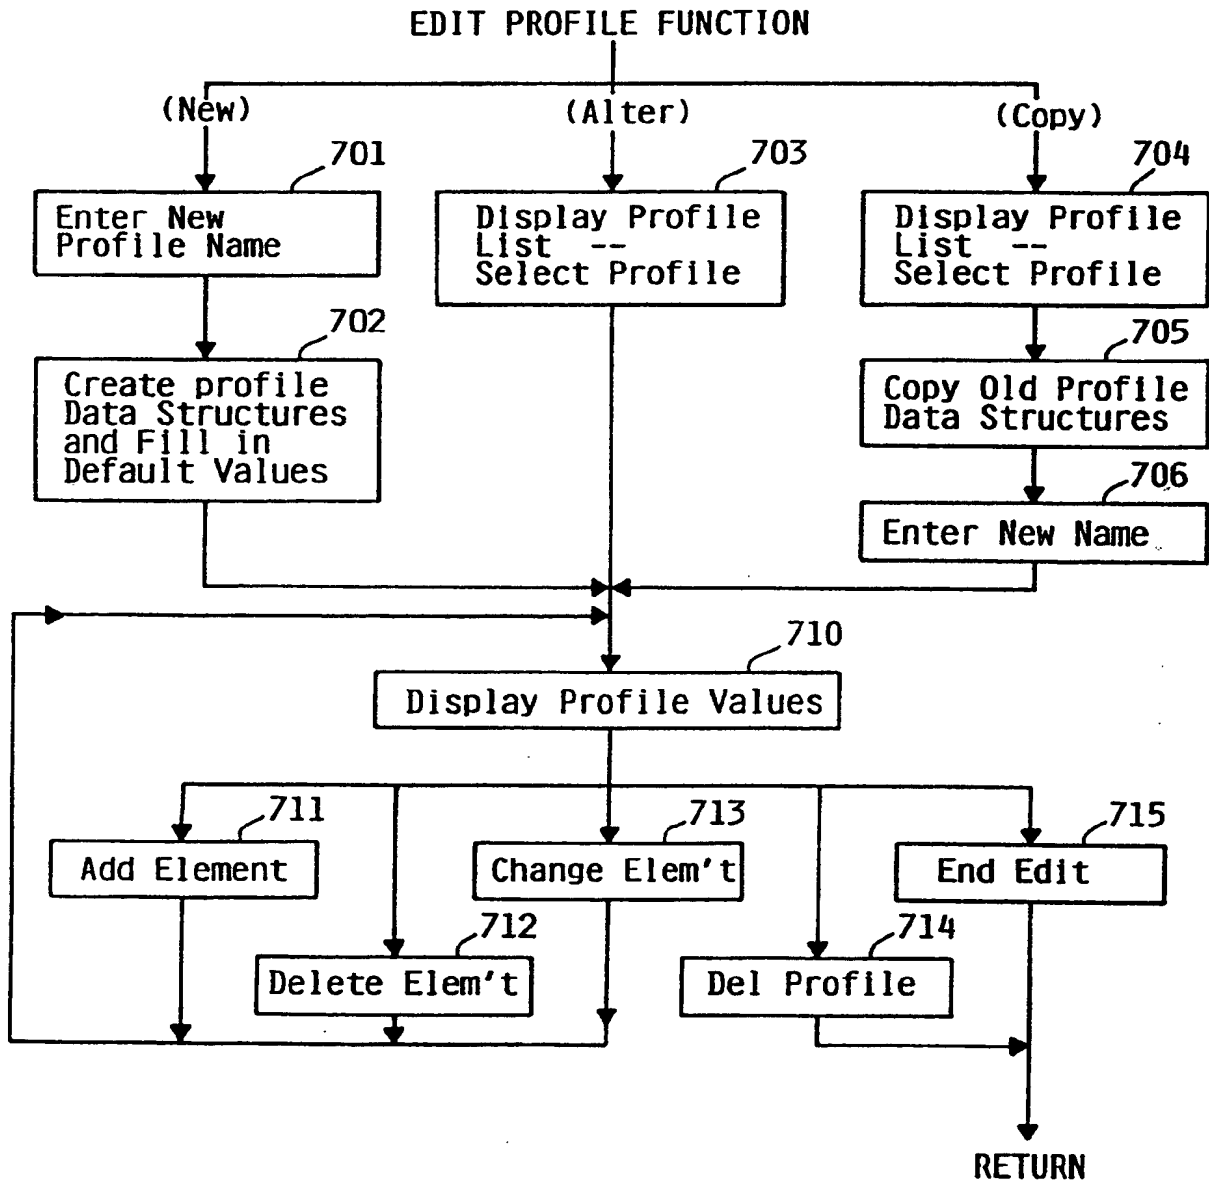 EDIT PROFILE FUNCTION
(New)
(Alter)
(Copy)
701
703
704
Enter New
Profile Name
Display Profile
List --
Select Profile
Display Profile
List --
Select Profile
702
705
Create profile
Data Structures
and Fill in
Default Values
Copy Old Profile
Data Structures
706
Enter New Name
710
Display Profile Values
711
713
715
Add Element
Change Elem't
End Edit
712
714
Delete Elem't
Del Profile
RETURN